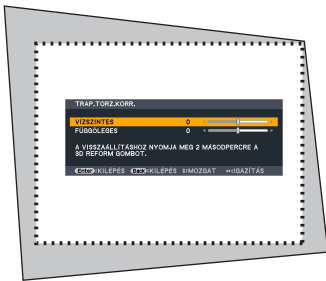 TRAP.TORZ.KORR.
VÍZSZINTES 0
FÜGGŐLEGES 0
A VISSZAÁLLÍTÁSHOZ NYOMJA MEG 2 MÁSODPERCRE A
3D REFORM GOMBOT.
Enter:KILÉPÉS Back:KILÉPÉS ↕:MOZGAT ↔:IGAZÍTÁS